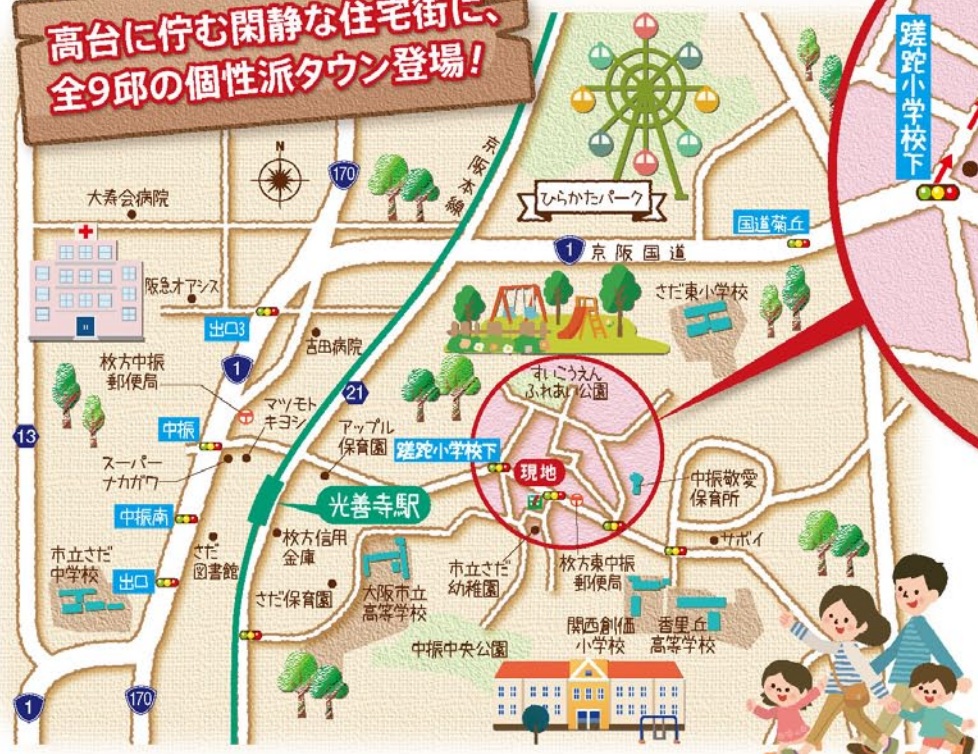 高台に佇む閑静な住宅街に、
全9邸の個性派タウン登場!
蹉跎小学校下
N
170
京阪本線
大寿会病院
ひらかたパーク
国道菊丘
1
京阪国道
阪急オアシス
さだ東小学校
出口3
吉田病院
枚方中振
郵便局
1
21
すいこうえん
ふれあい公園
マツモト
キヨシ
アップル
保育園
13
中振
蹉跎小学校下
現地
スーパー
ナカガワ
光善寺駅
中振敬愛
保育所
中振南
枚方信用
金庫
サボイ
市立さだ
中学校
さだ
図書館
市立さだ
幼稚園
枚方東中振
郵便局
出口
さだ保育園
大阪市立
高等学校
関西創価
小学校
香里丘
高等学校
中振中央公園
1
170